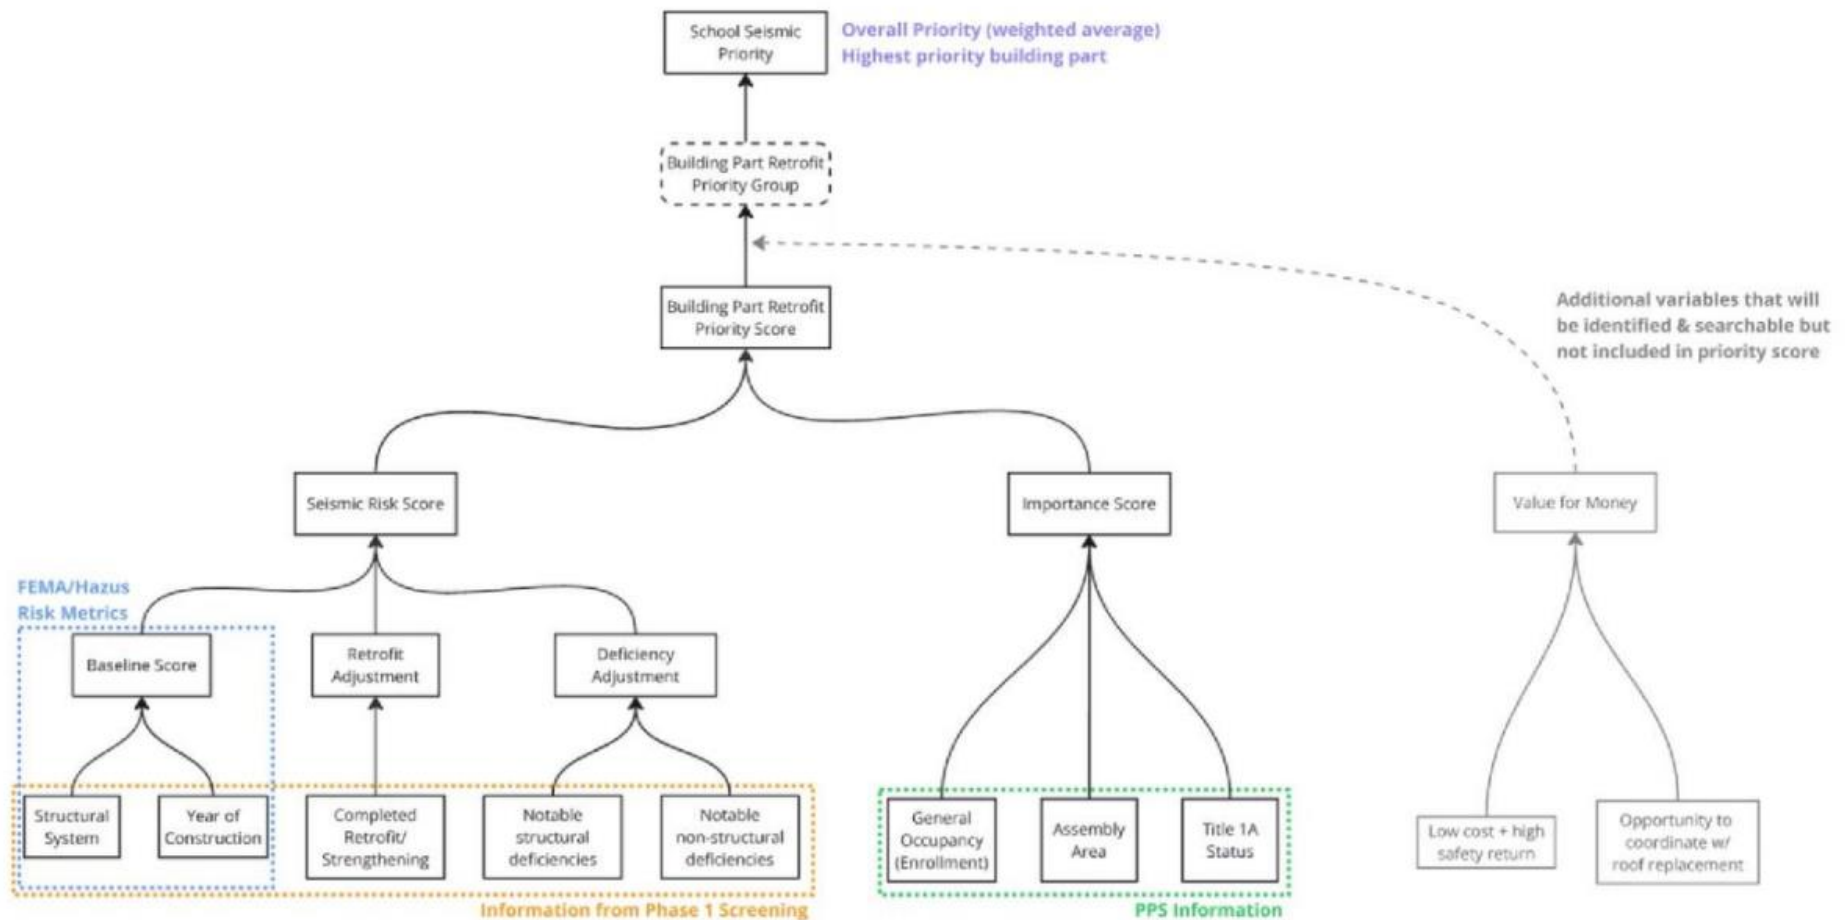 School Seismic
Priority
Overall Priority (weighted average)
Highest priority building part
Building Part Retrofit
Priority Group
Building Part Retrofit
Priority Score
Additional variables that will
be identified & searchable but
not included in priority score
Seismic Risk Score
Importance Score
Value for Money
FEMA/Hazus
Risk Metrics
Baseline Score
Retrofit
Adjustment
Deficiency
Adjustment
Structural
System
Year of
Construction
Completed
Retrofit/
Strengthening
Notable
structural
deficiencies
Notable
non-structural
deficiencies
General
Occupancy
(Enrollment)
Assembly
Area
Title 1A
Status
Low cost + high
safety return
Opportunity to
coordinate w/
roof replacement
Information from Phase 1 Screening
PPS Information